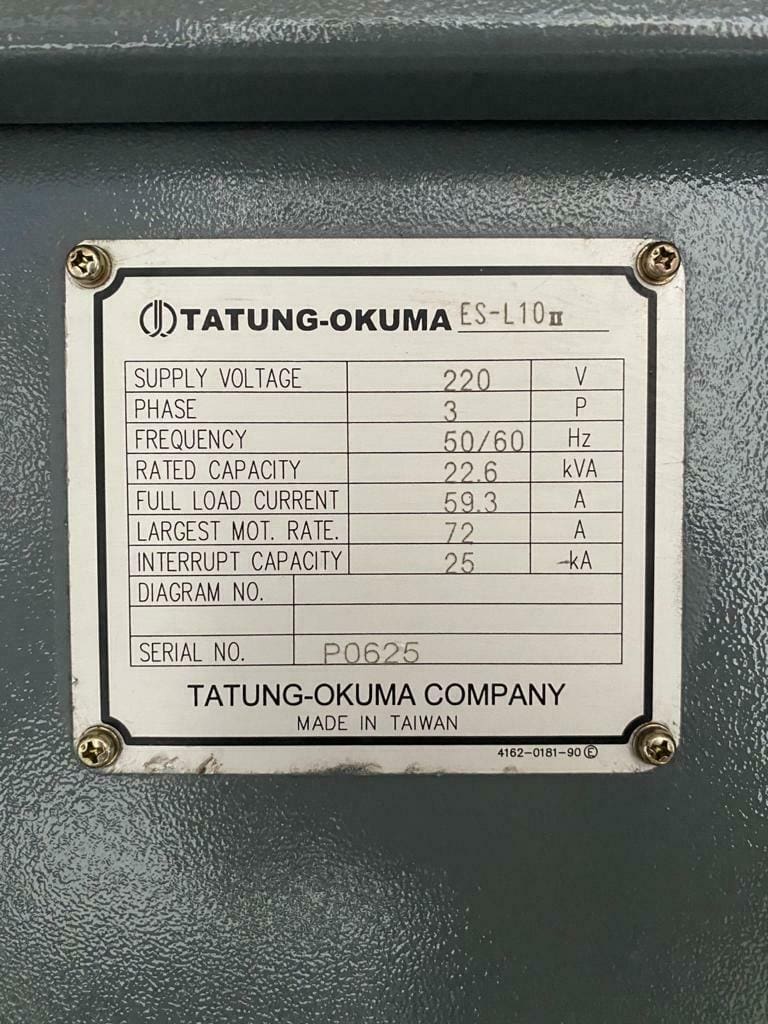 TATUNG-OKUMA ES-L10II
SUPPLY VOLTAGE 220 V
PHASE 3 P
FREQUENCY 50/60 Hz
RATED CAPACITY 22.6 kVA
FULL LOAD CURRENT 59.3 A
LARGEST MOT. RATE. 72 A
INTERRUPT CAPACITY 25 kA
DIAGRAM NO.
SERIAL NO. P0625
TATUNG-OKUMA COMPANY
MADE IN TAIWAN
4162-0181-90 Ⓔ